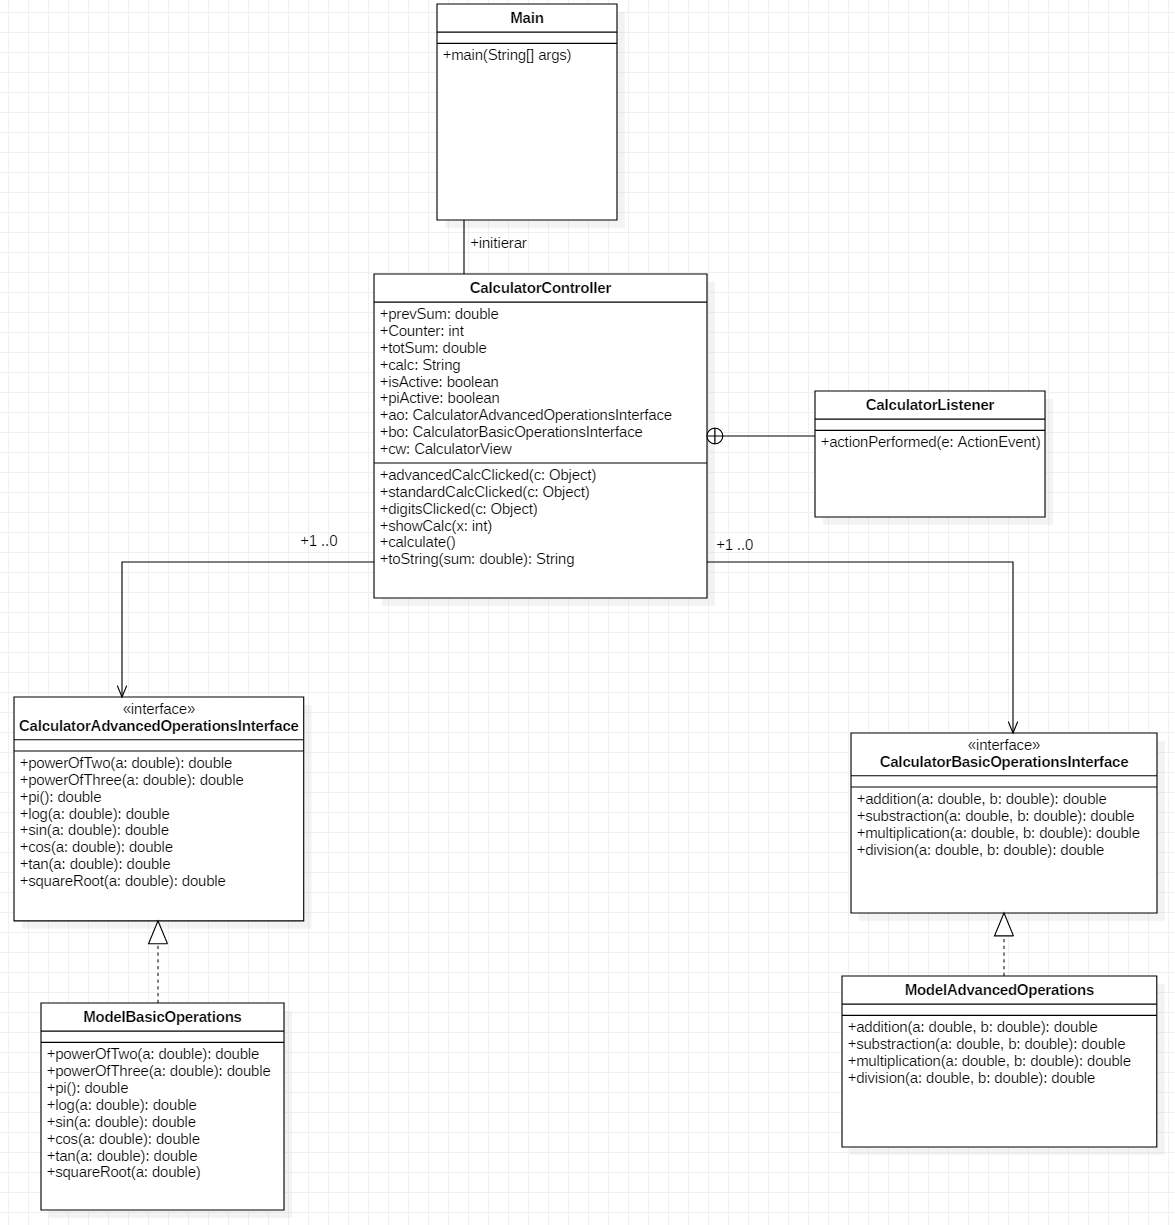 Main
+main(String[] args)
+initierar
CalculatorController
+prevSum: double
+Counter: int
+totSum: double
+calc: String
+isActive: boolean
+piActive: boolean
+ao: CalculatorAdvancedOperationsInterface
+bo: CalculatorBasicOperationsInterface
+cw: CalculatorView
+advancedCalcClicked(c: Object)
+standardCalcClicked(c: Object)
+digitsClicked(c: Object)
+showCalc(x: int)
+calculate()
+toString(sum: double): String
CalculatorListener
+actionPerformed(e: ActionEvent)
+1 ..0
+1 ..0
«interface»
CalculatorAdvancedOperationsInterface
+powerOfTwo(a: double): double
+powerOfThree(a: double): double
+pi(): double
+log(a: double): double
+sin(a: double): double
+cos(a: double): double
+tan(a: double): double
+squareRoot(a: double): double
«interface»
CalculatorBasicOperationsInterface
+addition(a: double, b: double): double
+substraction(a: double, b: double): double
+multiplication(a: double, b: double): double
+division(a: double, b: double): double
ModelBasicOperations
+powerOfTwo(a: double): double
+powerOfThree(a: double): double
+pi(): double
+log(a: double): double
+sin(a: double): double
+cos(a: double): double
+tan(a: double): double
+squareRoot(a: double)
ModelAdvancedOperations
+addition(a: double, b: double): double
+substraction(a: double, b: double): double
+multiplication(a: double, b: double): double
+division(a: double, b: double): double